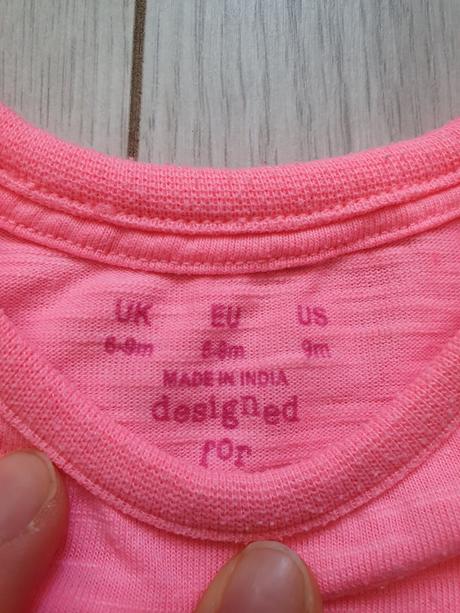 UK EU US
6-9m 6-9m 9m
MADE IN INDIA
designed
for